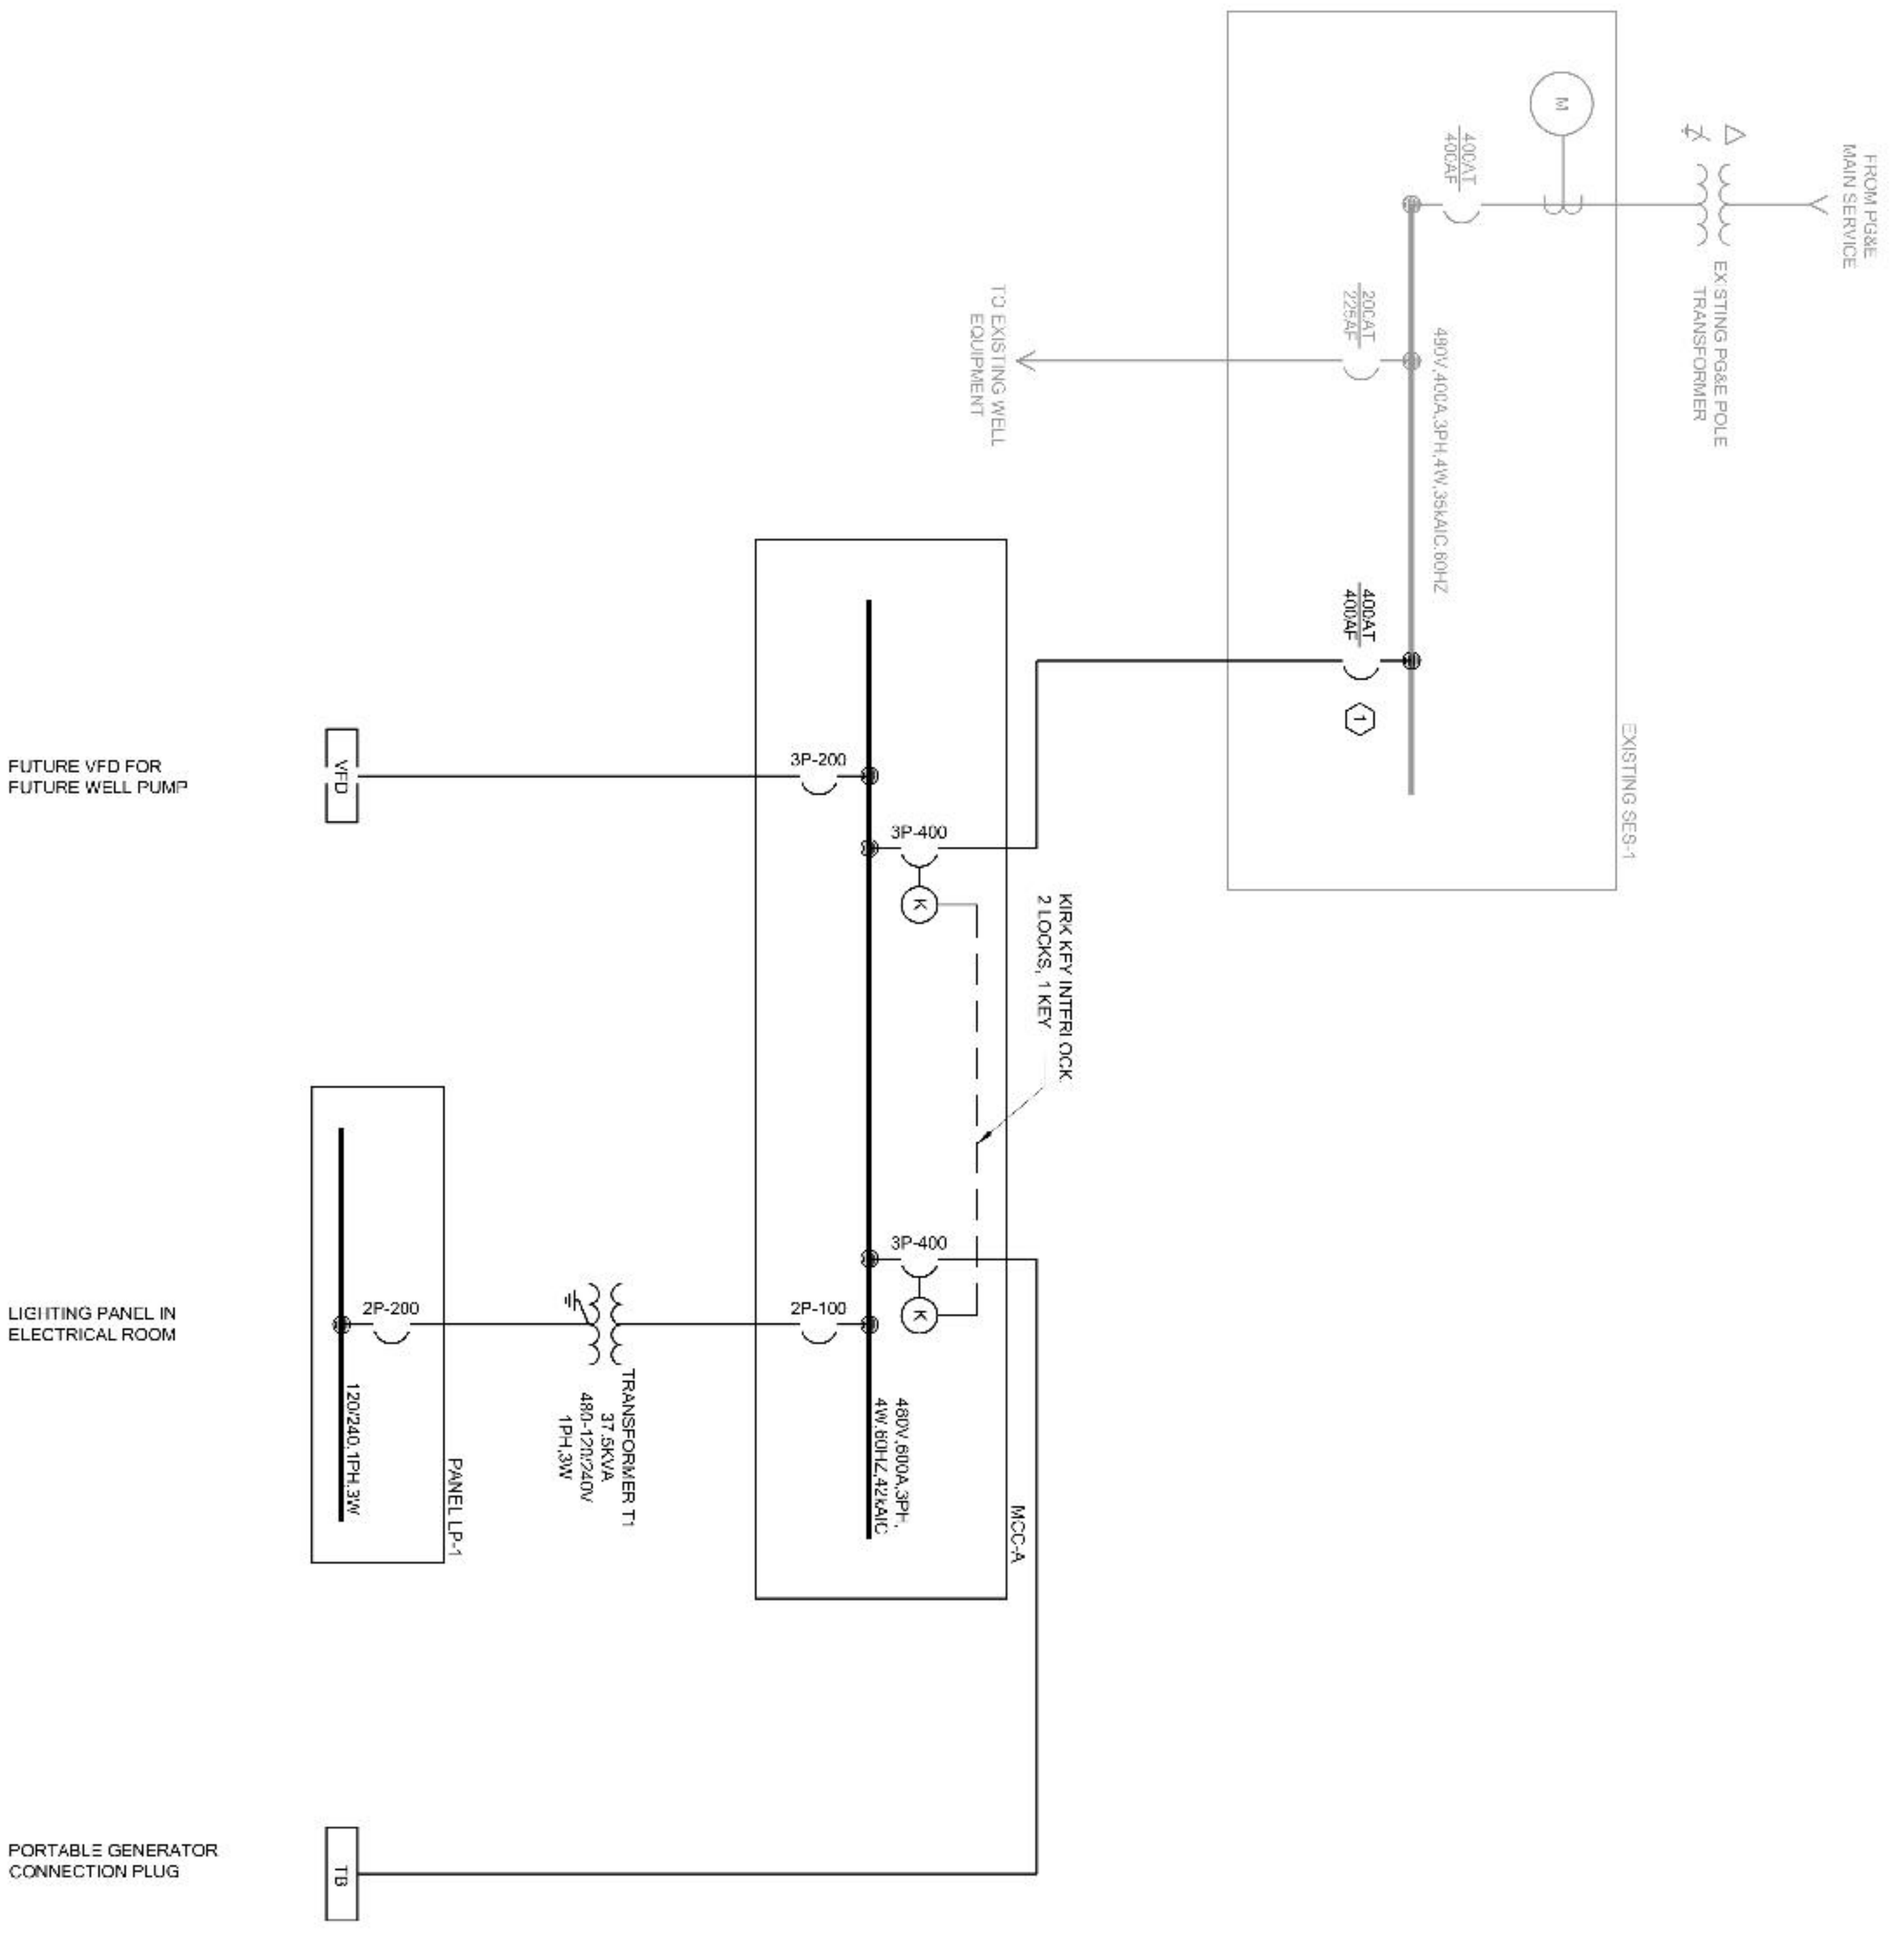 FROM PG&E
MAIN SERVICE
EXISTING PG&E POLE
TRANSFORMER
M
400AT
400AF
480V,400A,3PH,4W,35kAIC,60HZ
200AT
225AF
TO EXISTING WELL
EQUIPMENT
400AT
400AF
1
EXISTING SES-1
3P-200
3P-400
K
KIRK KEY INTERLOCK.
2 LOCKS, 1 KEY
3P-400
K
2P-100
480V,600A,3PH,
4W,60HZ,42kAIC
MCC-A
FUTURE VFD FOR
FUTURE WELL PUMP
VFD
LIGHTING PANEL IN
ELECTRICAL ROOM
2P-200
120/240,1PH,3W
PANEL LP-1
TRANSFORMER T1
37.5KVA
480-120/240V
1PH,3W
PORTABLE GENERATOR
CONNECTION PLUG
TB